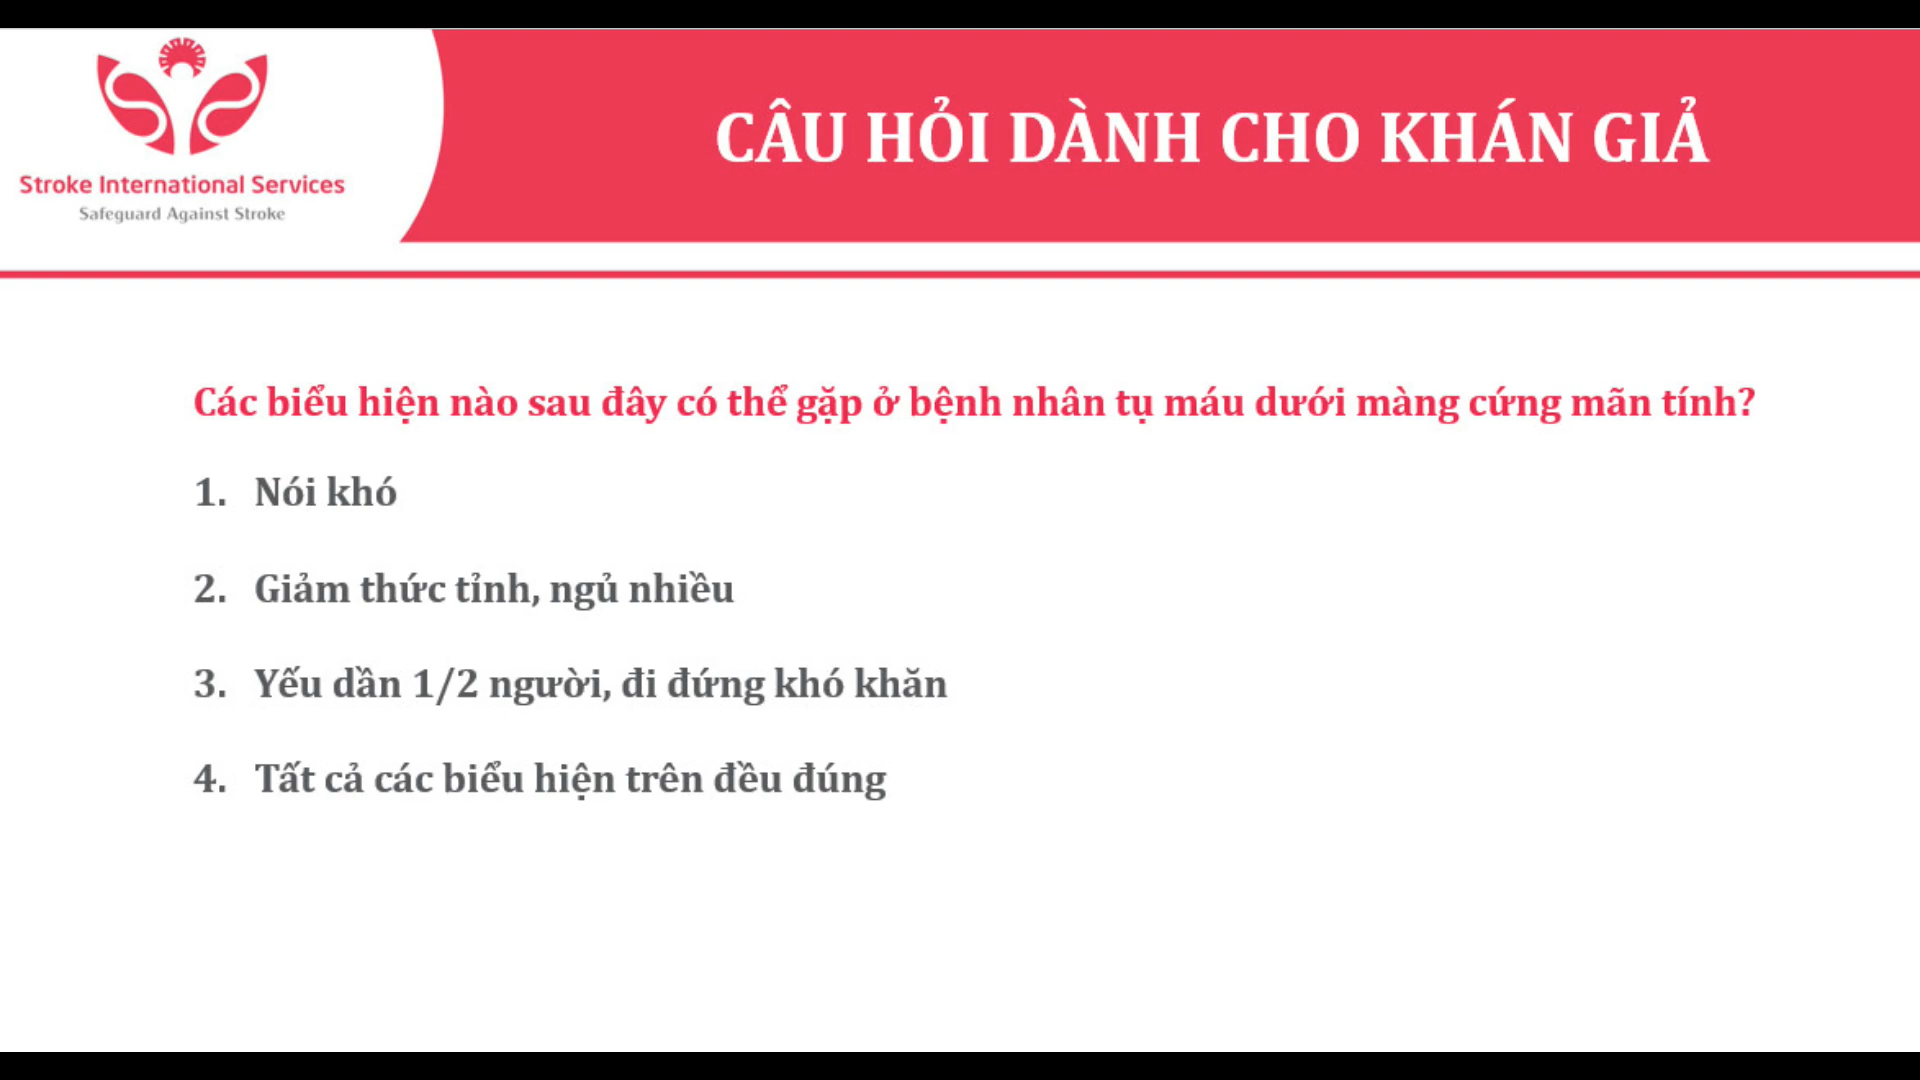 Stroke International Services
Safeguard Against Stroke
CÂU HỎI DÀNH CHO KHÁN GIẢ
Các biểu hiện nào sau đây có thể gặp ở bệnh nhân tụ máu dưới màng cứng mãn tính?
1. Nói khó
2. Giảm thức tỉnh, ngủ nhiều
3. Yếu dần 1/2 người, đi đứng khó khăn
4. Tất cả các biểu hiện trên đều đúng